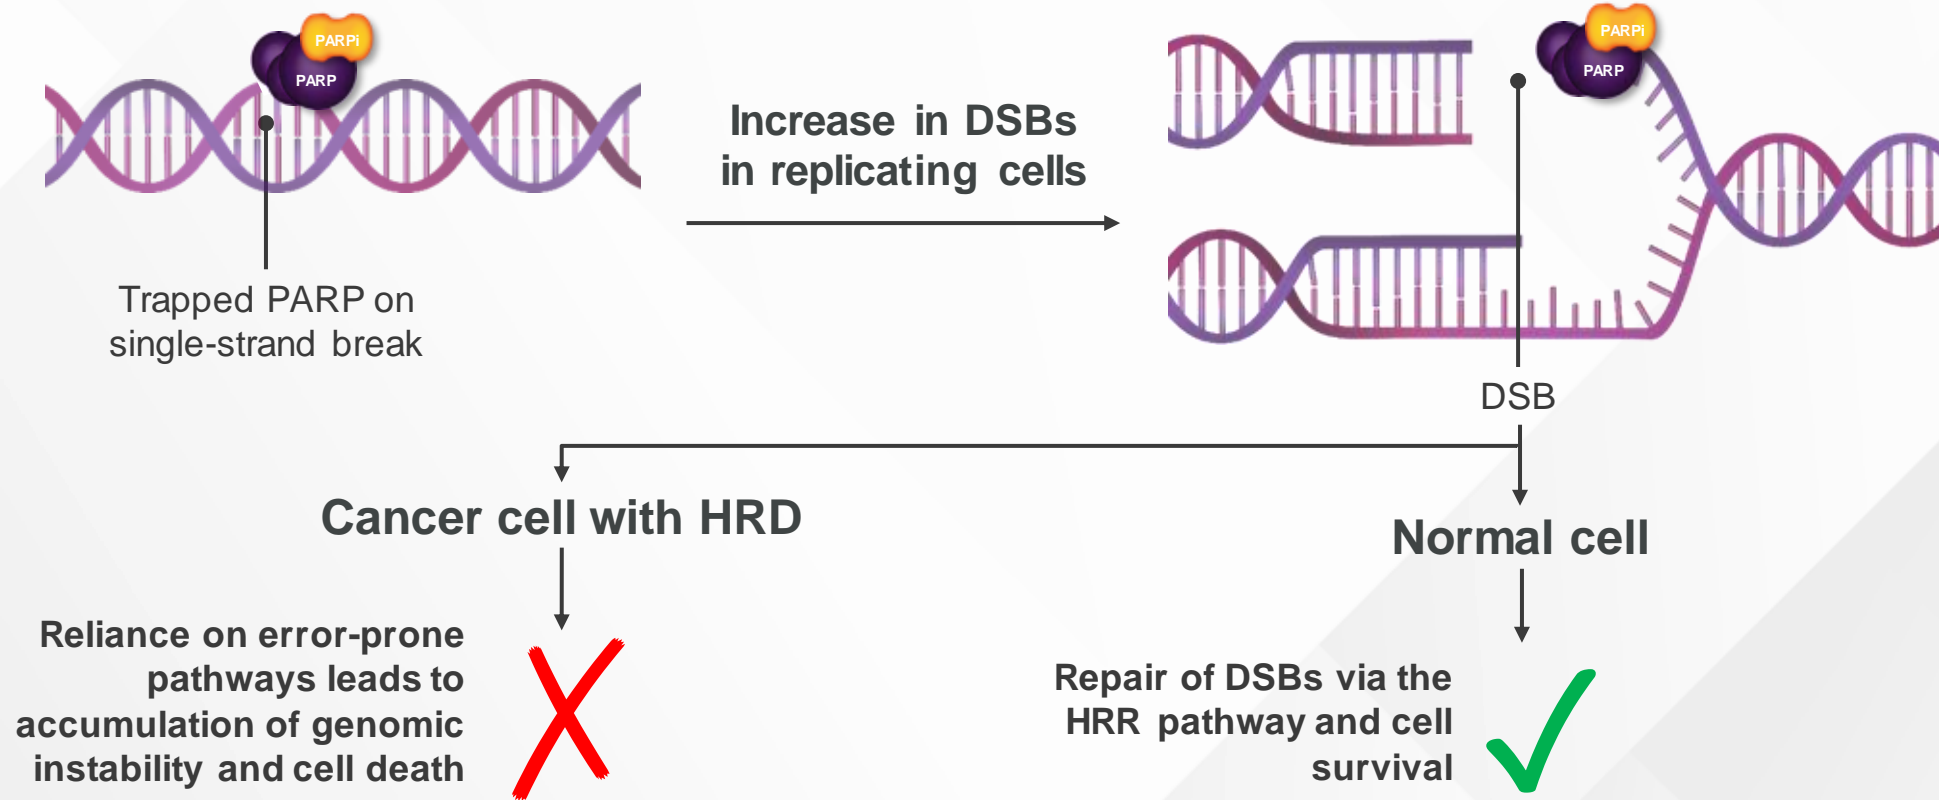 PARPi
PARP
Trapped PARP on
single-strand break
Increase in DSBs
in replicating cells
PARPi
PARP
DSB
Cancer cell with HRD
Reliance on error-prone
pathways leads to
accumulation of genomic
instability and cell death
Normal cell
Repair of DSBs via the
HRR pathway and cell
survival